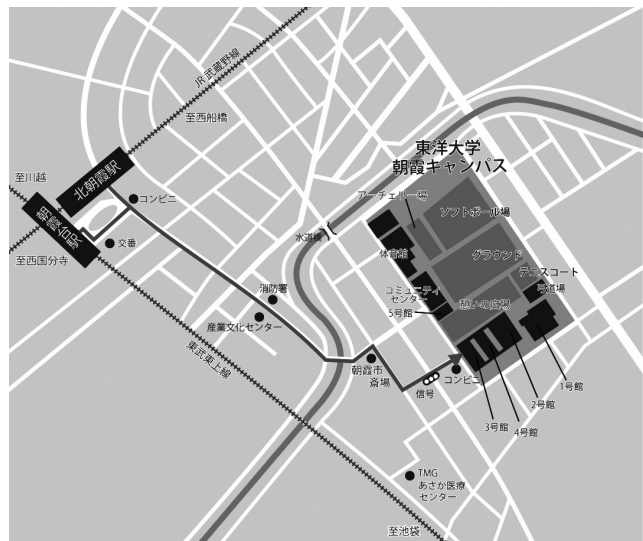 JR 武蔵野線
至西船橋
東洋大学
朝霞キャンパス
至川越
北朝霞駅
コンビニ
アーチェリー場
ソフトボール場
朝霞台駅
交番
水道橋
体育館
グラウンド
至西国分寺
テニスコート
弓道場
消防署
コミュニティ
センター
憩いの広場
5号館
産業文化センター
東武東上線
朝霞市
斎場
信号
コンビニ
1号館
2号館
4号館
3号館
TMG
あさか医療
センター
至池袋